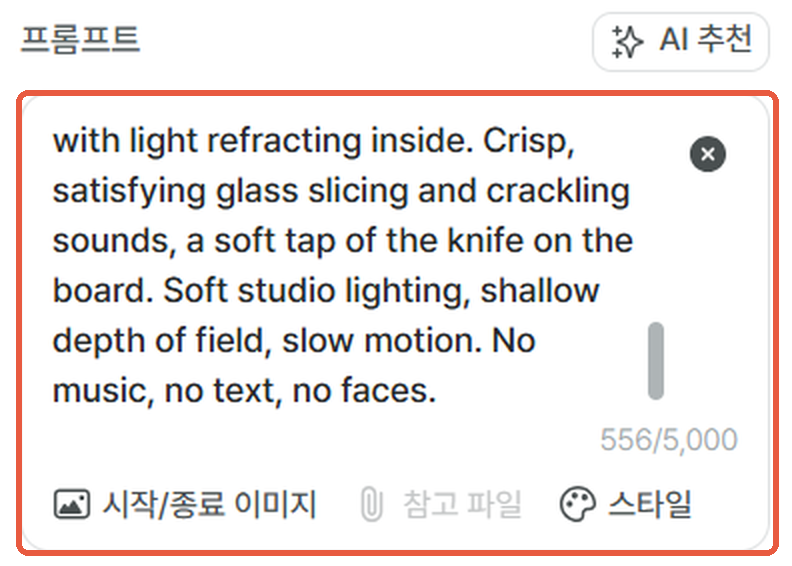 프롬프트
AI 추천
with light refracting inside. Crisp,
satisfying glass slicing and crackling
sounds, a soft tap of the knife on the
board. Soft studio lighting, shallow
depth of field, slow motion. No
music, no text, no faces.
556/5,000
시작/종료 이미지
참고 파일
스타일